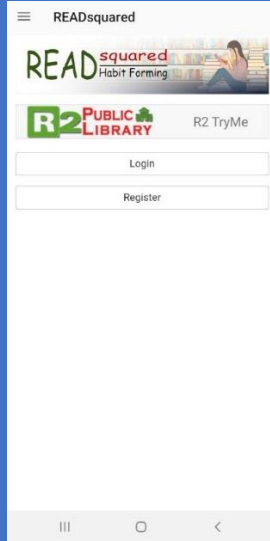 READsquared
READ squared
Habit Forming
R2 PUBLIC
LIBRARY
R2 TryMe
Login
Register